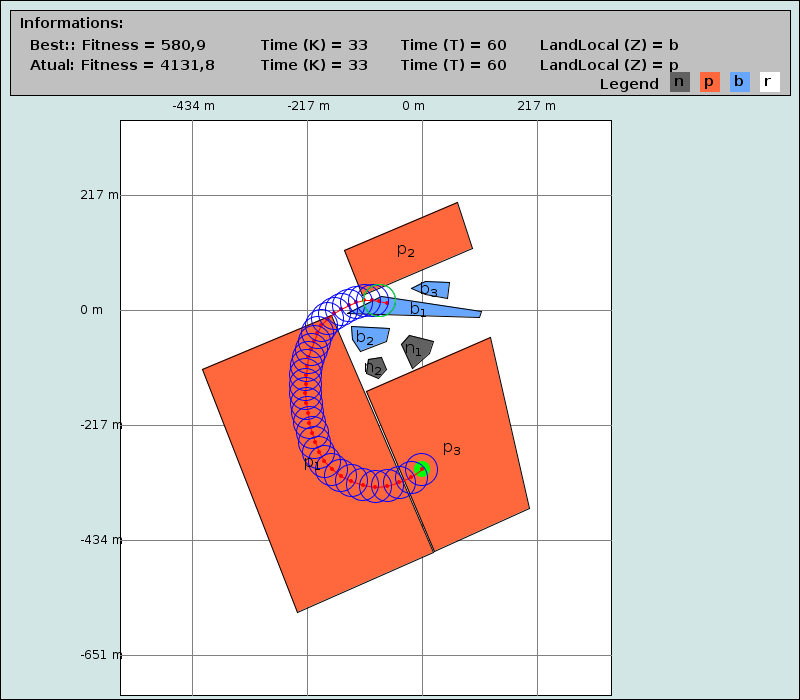 Informations:
Best:: Fitness = 580,9 Time (K) = 33 Time (T) = 60 LandLocal (Z) = b
Atual: Fitness = 4131,8 Time (K) = 33 Time (T) = 60 LandLocal (Z) = p
Legend n p b r
-434 m -217 m 0 m 217 m
217 m
p2
b3
0 m
b1
b2
n1
n2
-217 m
p3
p1
-434 m
-651 m